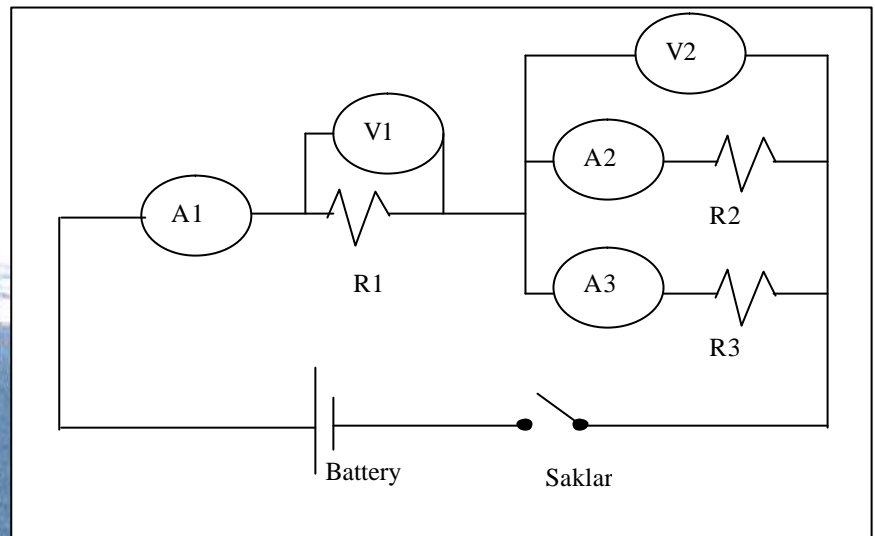 V2
V1
A2
A1
R2
R1
A3
R3
Battery
Saklar